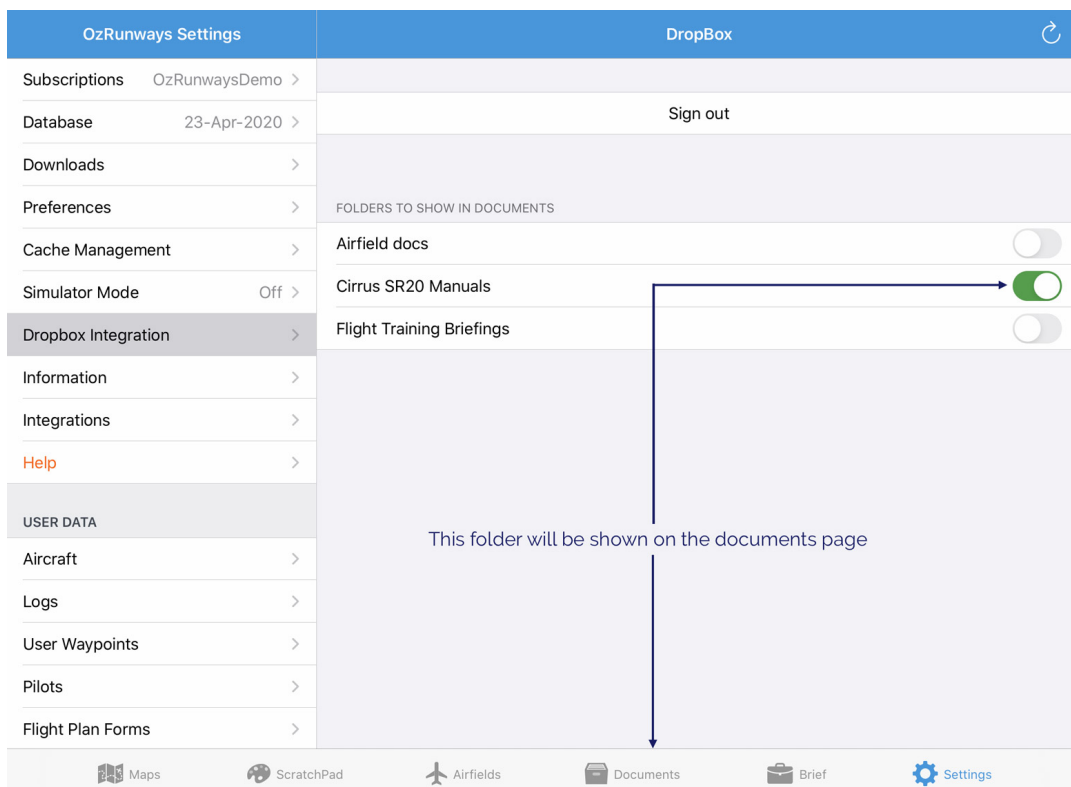 OzRunways Settings
Subscriptions OzRunwaysDemo
Database 23-Apr-2020
Downloads
Preferences
Cache Management
Simulator Mode Off
Dropbox Integration
Information
Integrations
Help
USER DATA
Aircraft
Logs
User Waypoints
Pilots
Flight Plan Forms
DropBox
Sign out
FOLDERS TO SHOW IN DOCUMENTS
Airfield docs
Cirrus SR20 Manuals
Flight Training Briefings
This folder will be shown on the documents page
Maps ScratchPad Airfields Documents Brief Settings